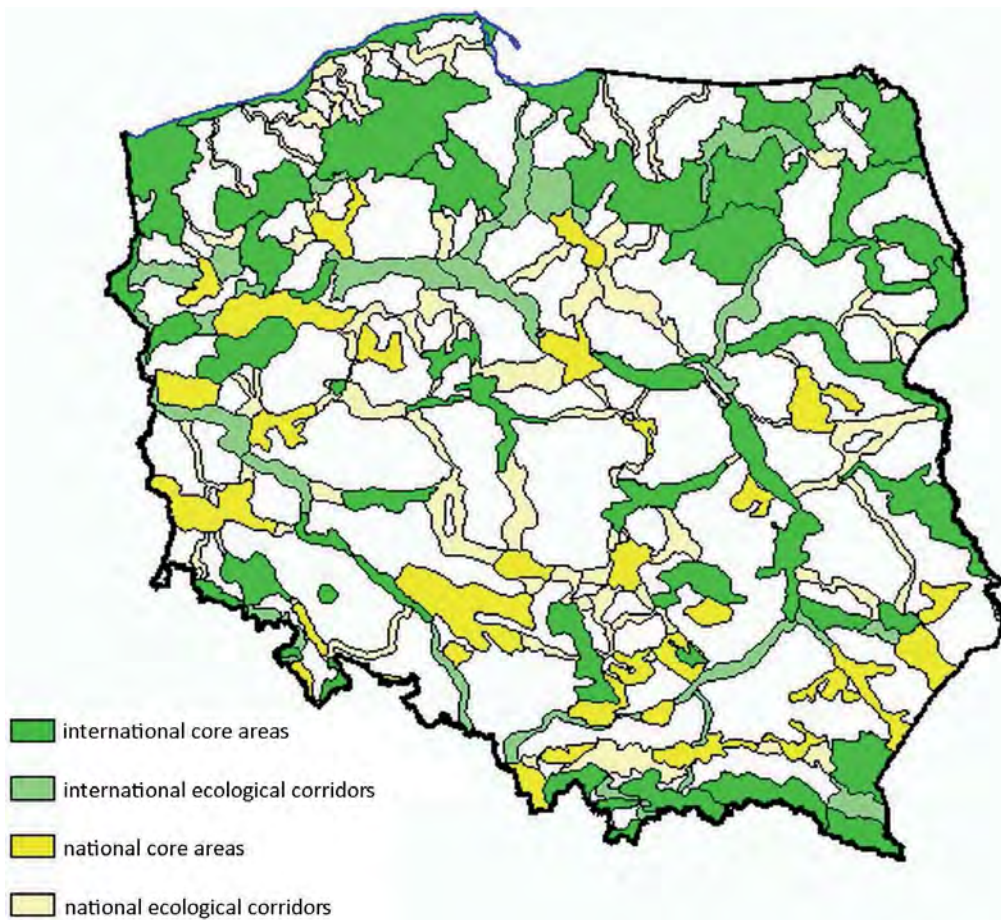 international core areas
international ecological corridors
national core areas
national ecological corridors